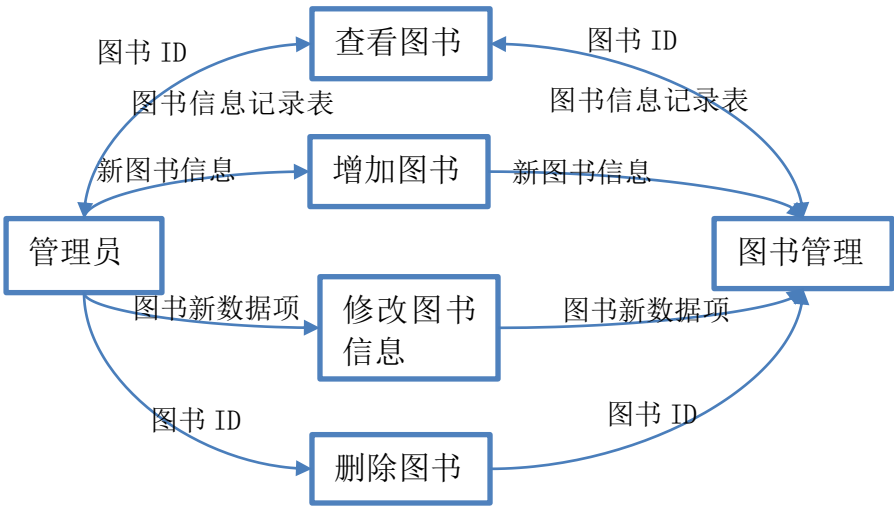 图书 ID
查看图书
图书 ID
图书信息记录表
图书信息记录表
新图书信息
增加图书
新图书信息
管理员
图书管理
图书新数据项
修改图书
信息
图书新数据项
图书 ID
删除图书
图书 ID